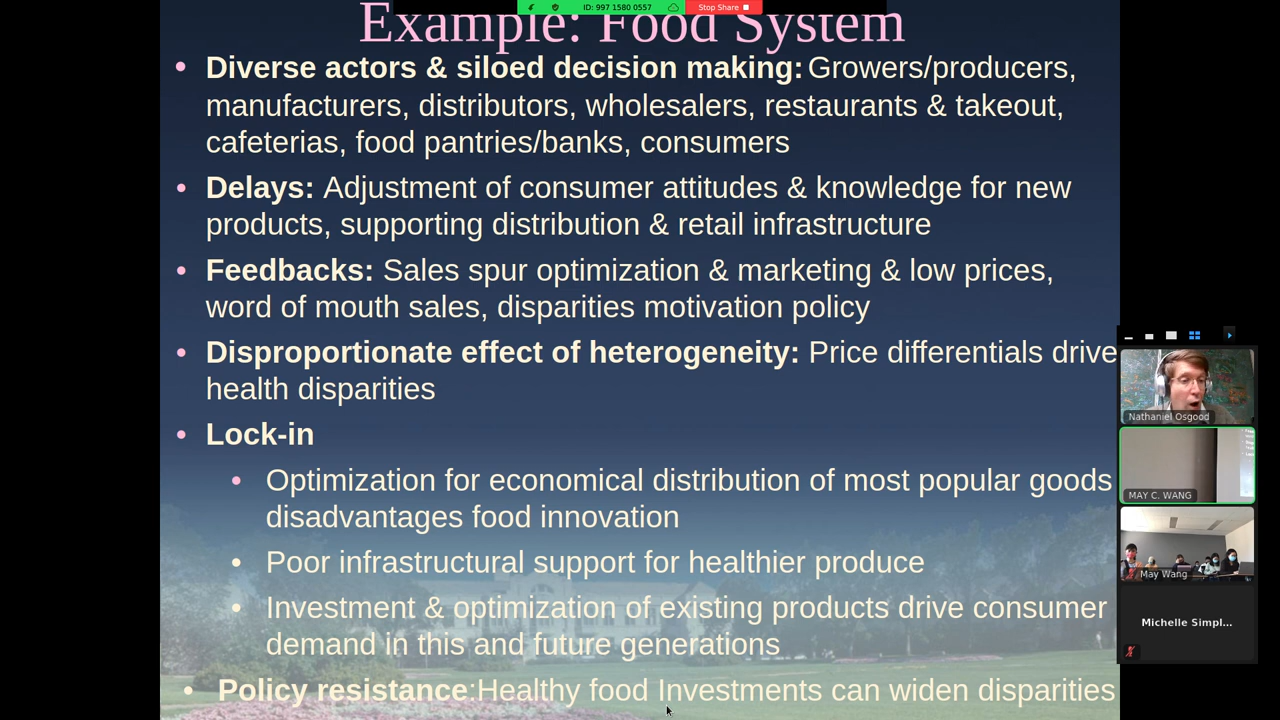 ID: 997 1580 0557
Stop Share
Example: Food System
• Diverse actors & siloed decision making: Growers/producers,
manufacturers, distributors, wholesalers, restaurants & takeout,
cafeterias, food pantries/banks, consumers
• Delays: Adjustment of consumer attitudes & knowledge for new
products, supporting distribution & retail infrastructure
• Feedbacks: Sales spur optimization & marketing & low prices,
word of mouth sales, disparities motivation policy
• Disproportionate effect of heterogeneity: Price differentials drive
health disparities
• Lock-in
• Optimization for economical distribution of most popular goods
disadvantages food innovation
• Poor infrastructural support for healthier produce
• Investment & optimization of existing products drive consumer
demand in this and future generations
• Policy resistance:Healthy food Investments can widen disparities
Nathaniel Osgood
MAY C. WANG
May Wang
Michelle Simpl...